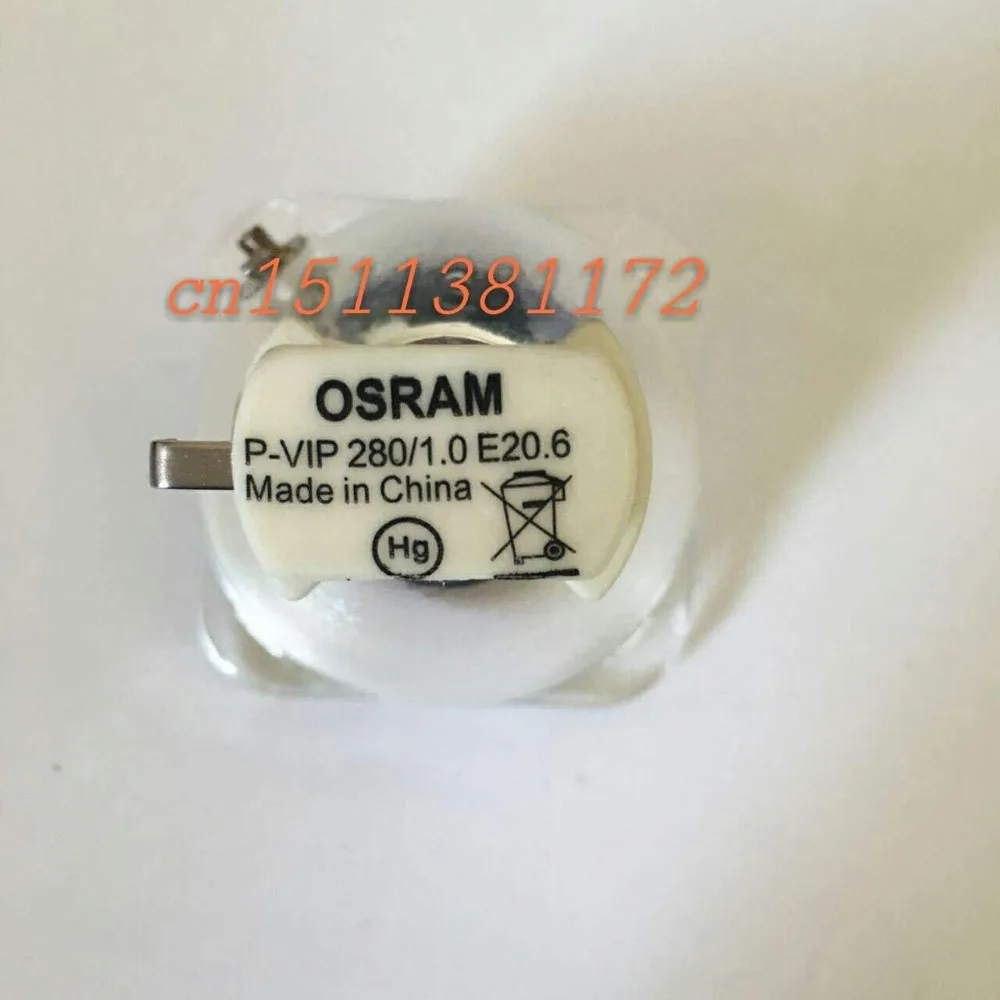 cn1511381172
OSRAM
P-VIP 280/1.0 E20.6
Made in China
Hg